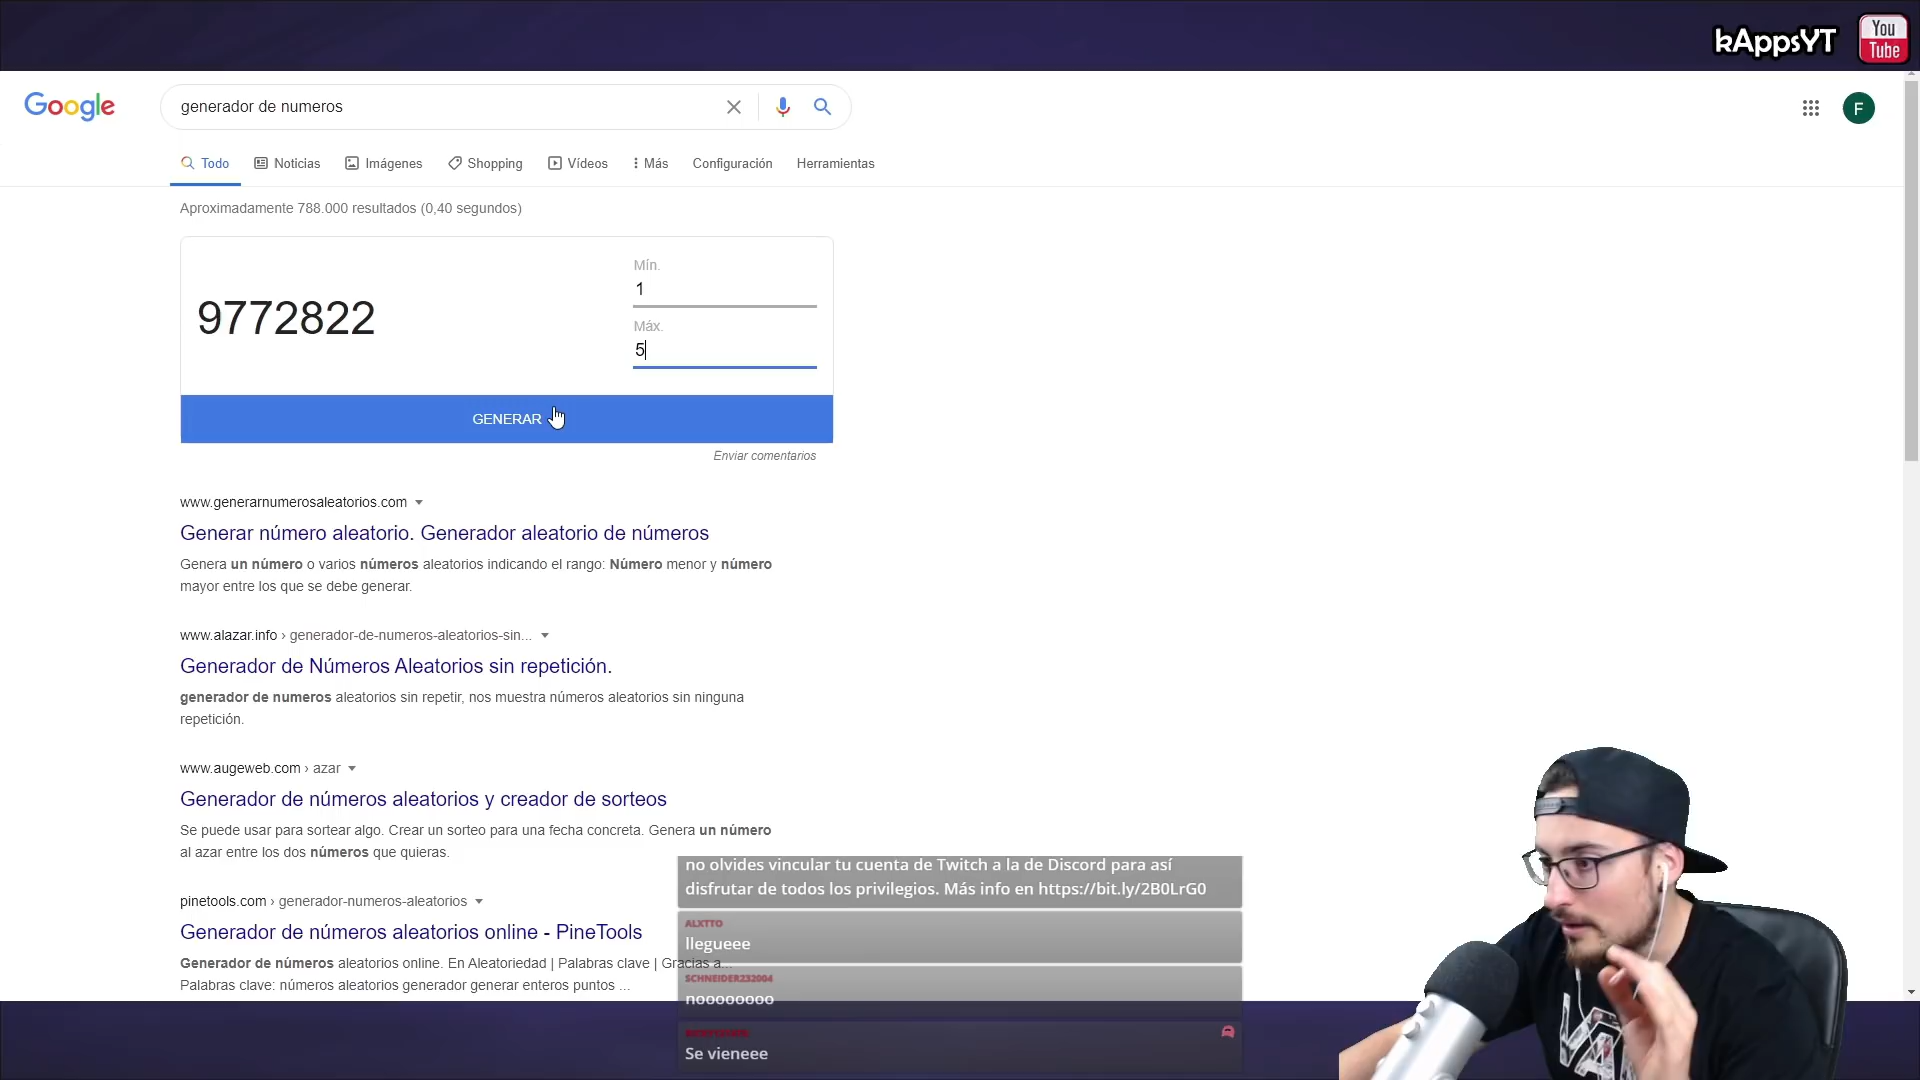 kAppsYT
You
Tube
Google
generador de numeros
F
Todo
Noticias
Imágenes
Shopping
Vídeos
Más
Configuración
Herramientas
Aproximadamente 788.000 resultados (0,40 segundos)
Mín.
1
9772822
Máx.
5
GENERAR
Enviar comentarios
www.generarnumerosaleatorios.com
Generar número aleatorio. Generador aleatorio de números
Genera un número o varios números aleatorios indicando el rango: Número menor y número
mayor entre los que se debe generar.
www.alazar.info › generador-de-numeros-aleatorios-sin...
Generador de Números Aleatorios sin repetición.
generador de numeros aleatorios sin repetir, nos muestra números aleatorios sin ninguna
repetición.
www.augeweb.com › azar
Generador de números aleatorios y creador de sorteos
Se puede usar para sortear algo. Crear un sorteo para una fecha concreta. Genera un número
al azar entre los dos números que quieras.
pinetools.com › generador-numeros-aleatorios
Generador de números aleatorios online - PineTools
Generador de números aleatorios online. En Aleatoriedad | Palabras clave | Gracias a...
Palabras clave: números aleatorios generador generar enteros puntos ...
no olvides vincular tu cuenta de Twitch a la de Discord para así
disfrutar de todos los privilegios. Más info en https://bit.ly/2B0LrG0
ALXTTO
llegueee
SCHNEIDER232004
noooooooo
Se vieneee